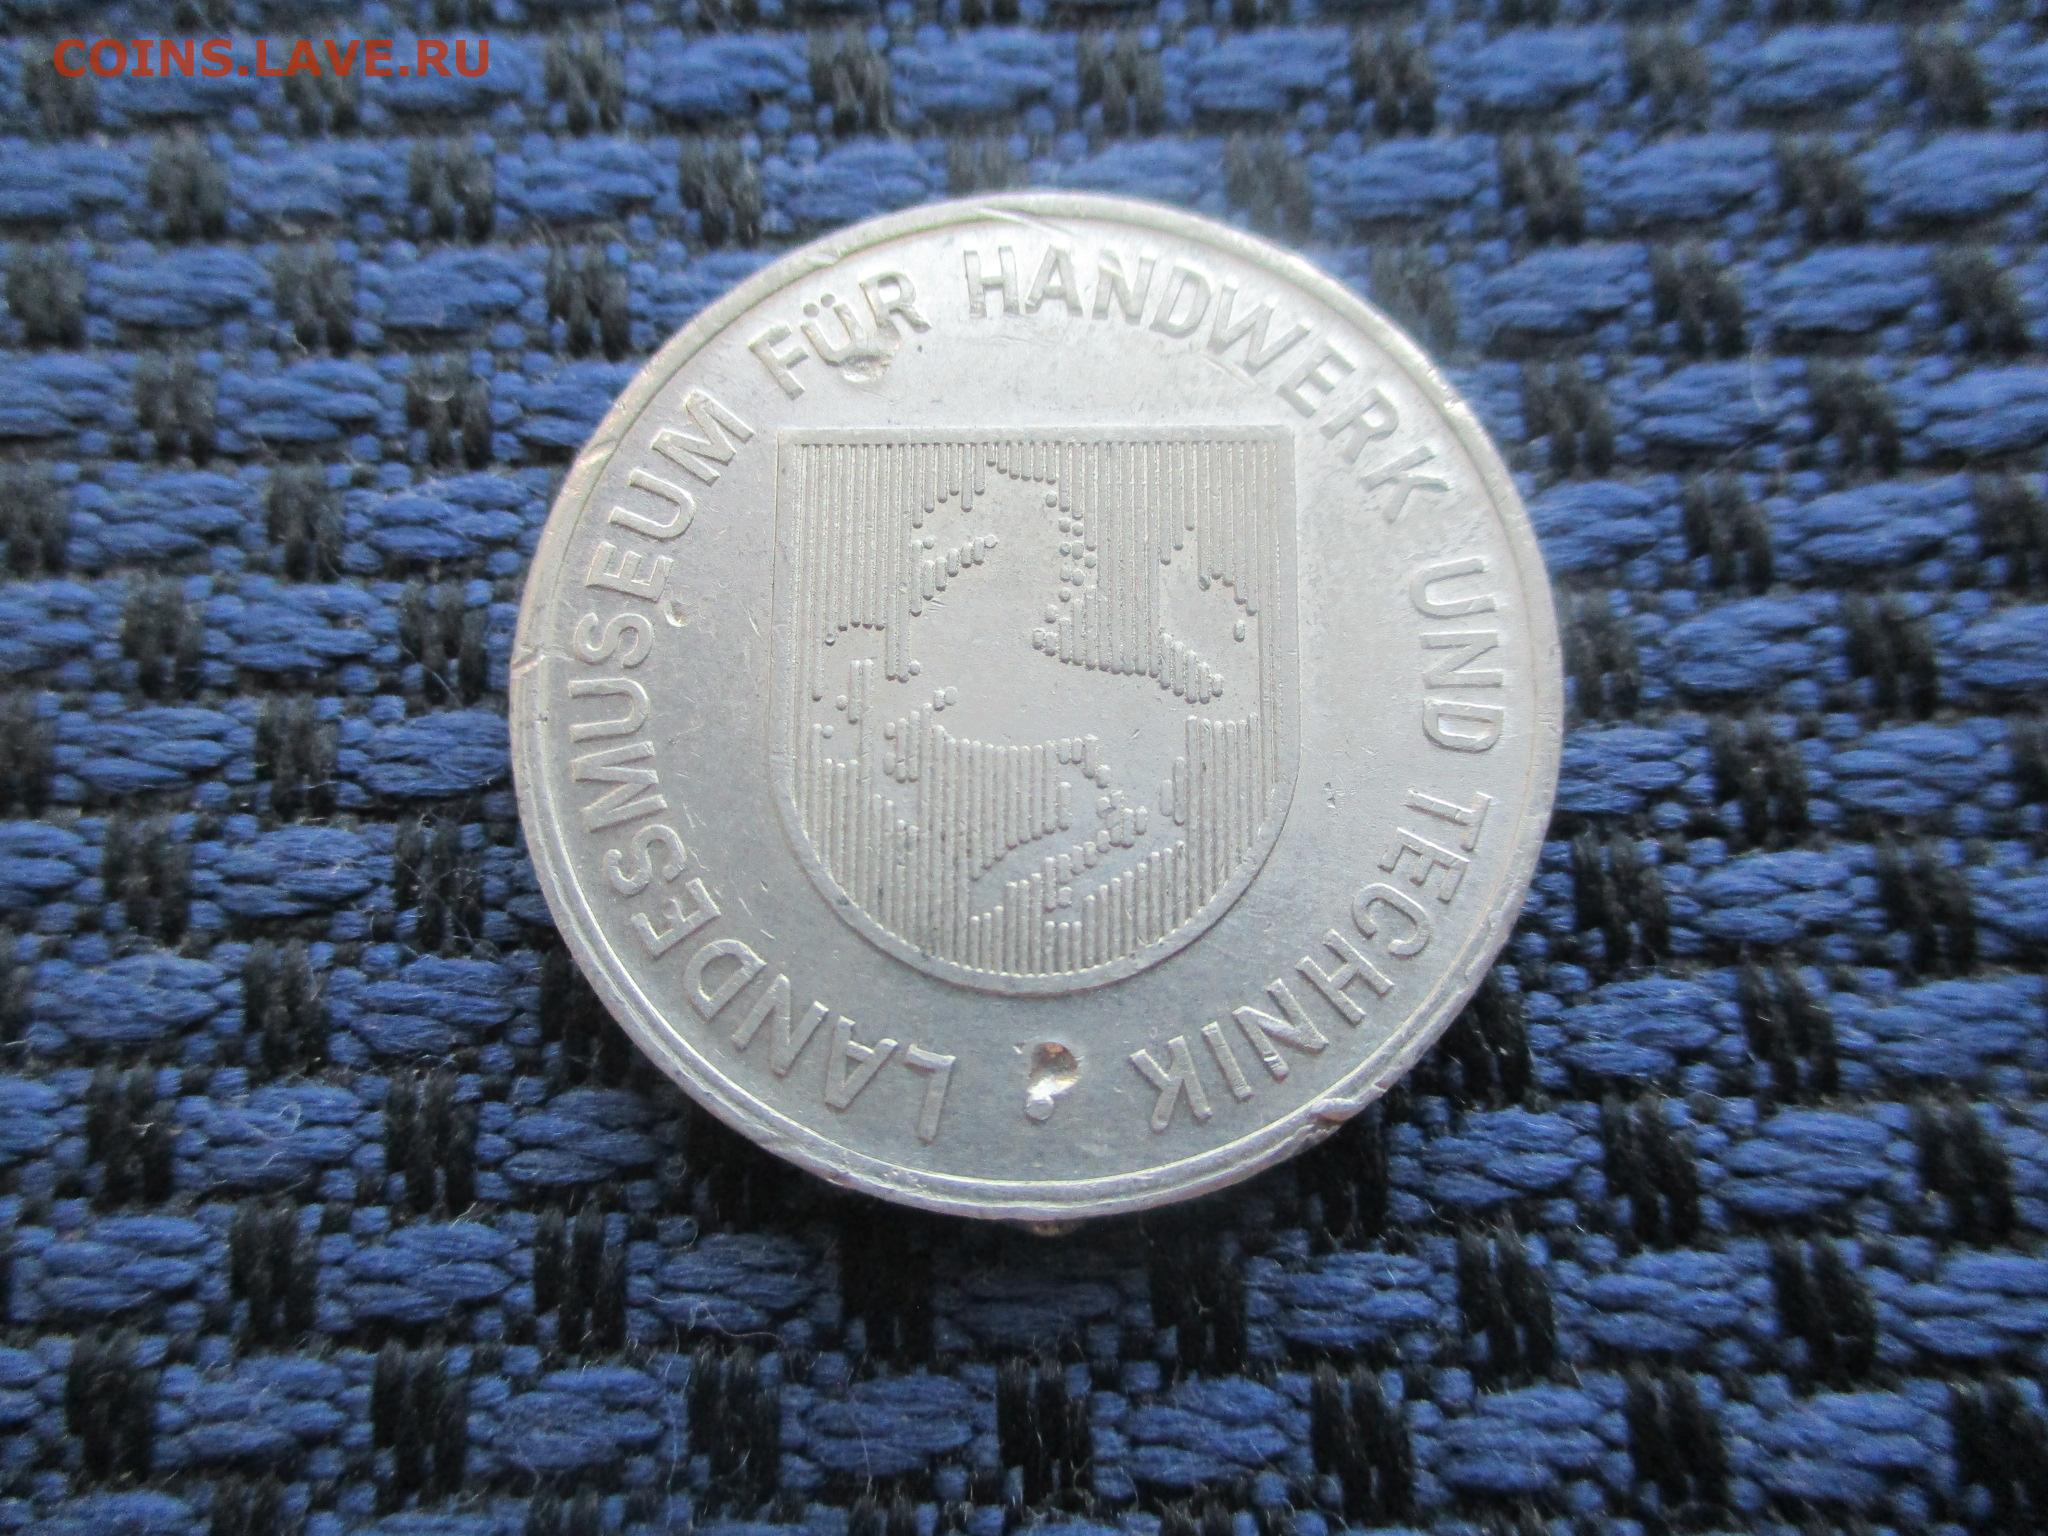 COINS.LAVE.RU
LANDESMUSEUM FÜR HANDWERK UND TECHNIK •